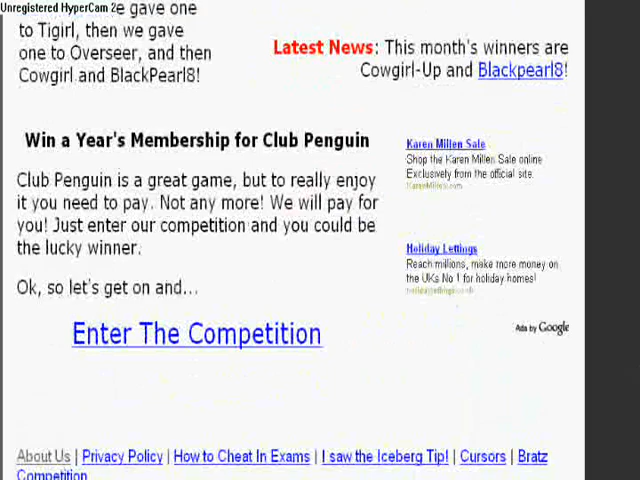 Unregistered HyperCam 2
e gave one
to Tigirl, then we gave
one to Overseer, and then
Cowgirl and BlackPearl8!
Latest News: This month's winners are
Cowgirl-Up and Blackpearl8!
Win a Year's Membership for Club Penguin
Club Penguin is a great game, but to really enjoy
it you need to pay. Not any more! We will pay for
you! Just enter our competition and you could be
the lucky winner.
Ok, so let's get on and...
Enter The Competition
Karen Millen Sale
Shop the Karen Millen Sale online
Exclusively from the official site.
KarenMillen.com
Holiday Lettings
Reach millions, make more money on
the UKs No 1 for holiday homes!
Ads by Google
About Us | Privacy Policy | How to Cheat In Exams | I saw the Iceberg Tip! | Cursors | Bratz
Competition